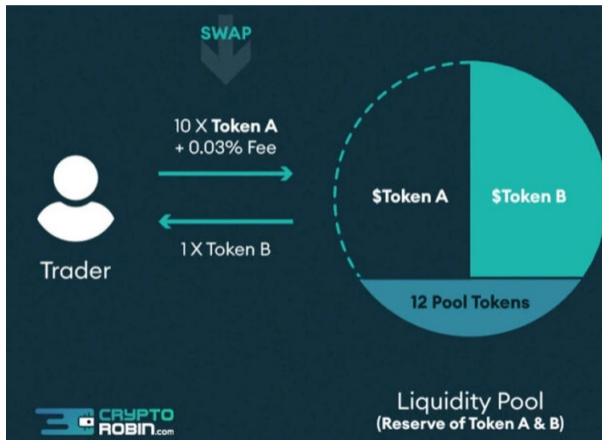 SWAP
10 X Token A
+ 0.03% Fee
1 X Token B
Trader
$Token A
$Token B
12 Pool Tokens
Liquidity Pool
(Reserve of Token A & B)
CRYPTO
ROBIN.com